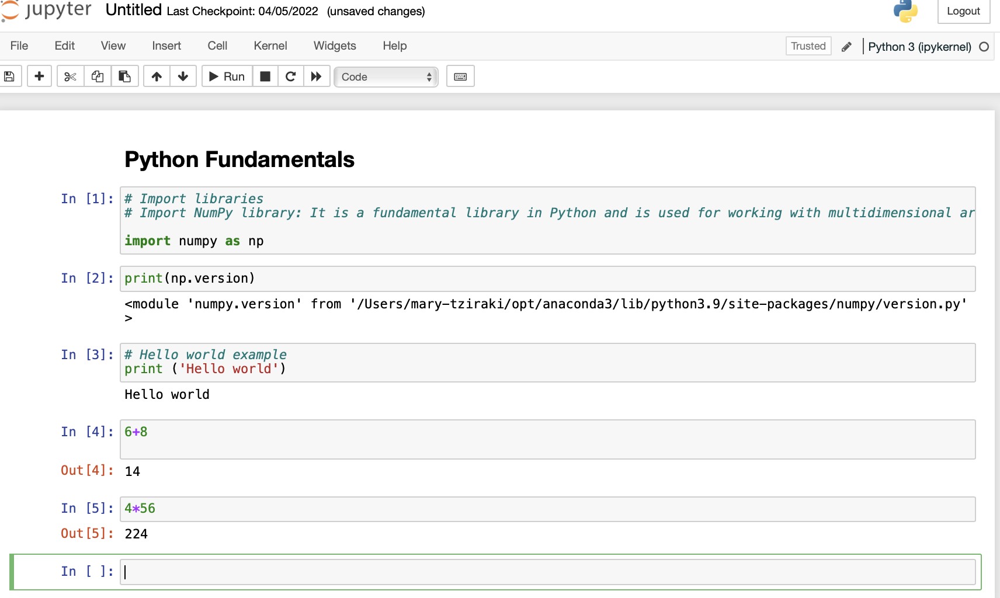 jupyter Untitled Last Checkpoint: 04/05/2022 (unsaved changes) Logout
File Edit View Insert Cell Kernel Widgets Help Trusted Python 3 (ipykernel)
Run Code
Python Fundamentals
In [1]: # Import libraries
# Import NumPy library: It is a fundamental library in Python and is used for working with multidimensional ar
import numpy as np
In [2]: print(np.version)
<module 'numpy.version' from '/Users/mary-tziraki/opt/anaconda3/lib/python3.9/site-packages/numpy/version.py'
>
In [3]: # Hello world example
print ('Hello world')
Hello world
In [4]: 6+8
Out[4]: 14
In [5]: 4*56
Out[5]: 224
In [ ]: